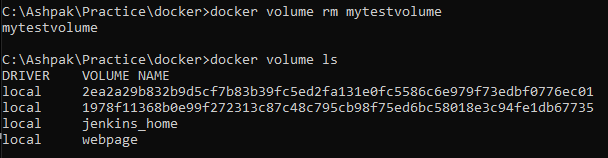 C:\Ashpak\Practice\docker>docker volume rm mytestvolume
mytestvolume
C:\Ashpak\Practice\docker>docker volume ls
DRIVER    VOLUME NAME
local     2ea2a29b832b9d5cf7b83b39fc5ed2fa131e0fc5586c6e979f73edbf0776ec01
local     1978f11368b0e99f272313c87c48c795cb98f75ed6bc58018e3c94fe1db67735
local     jenkins_home
local     webpage